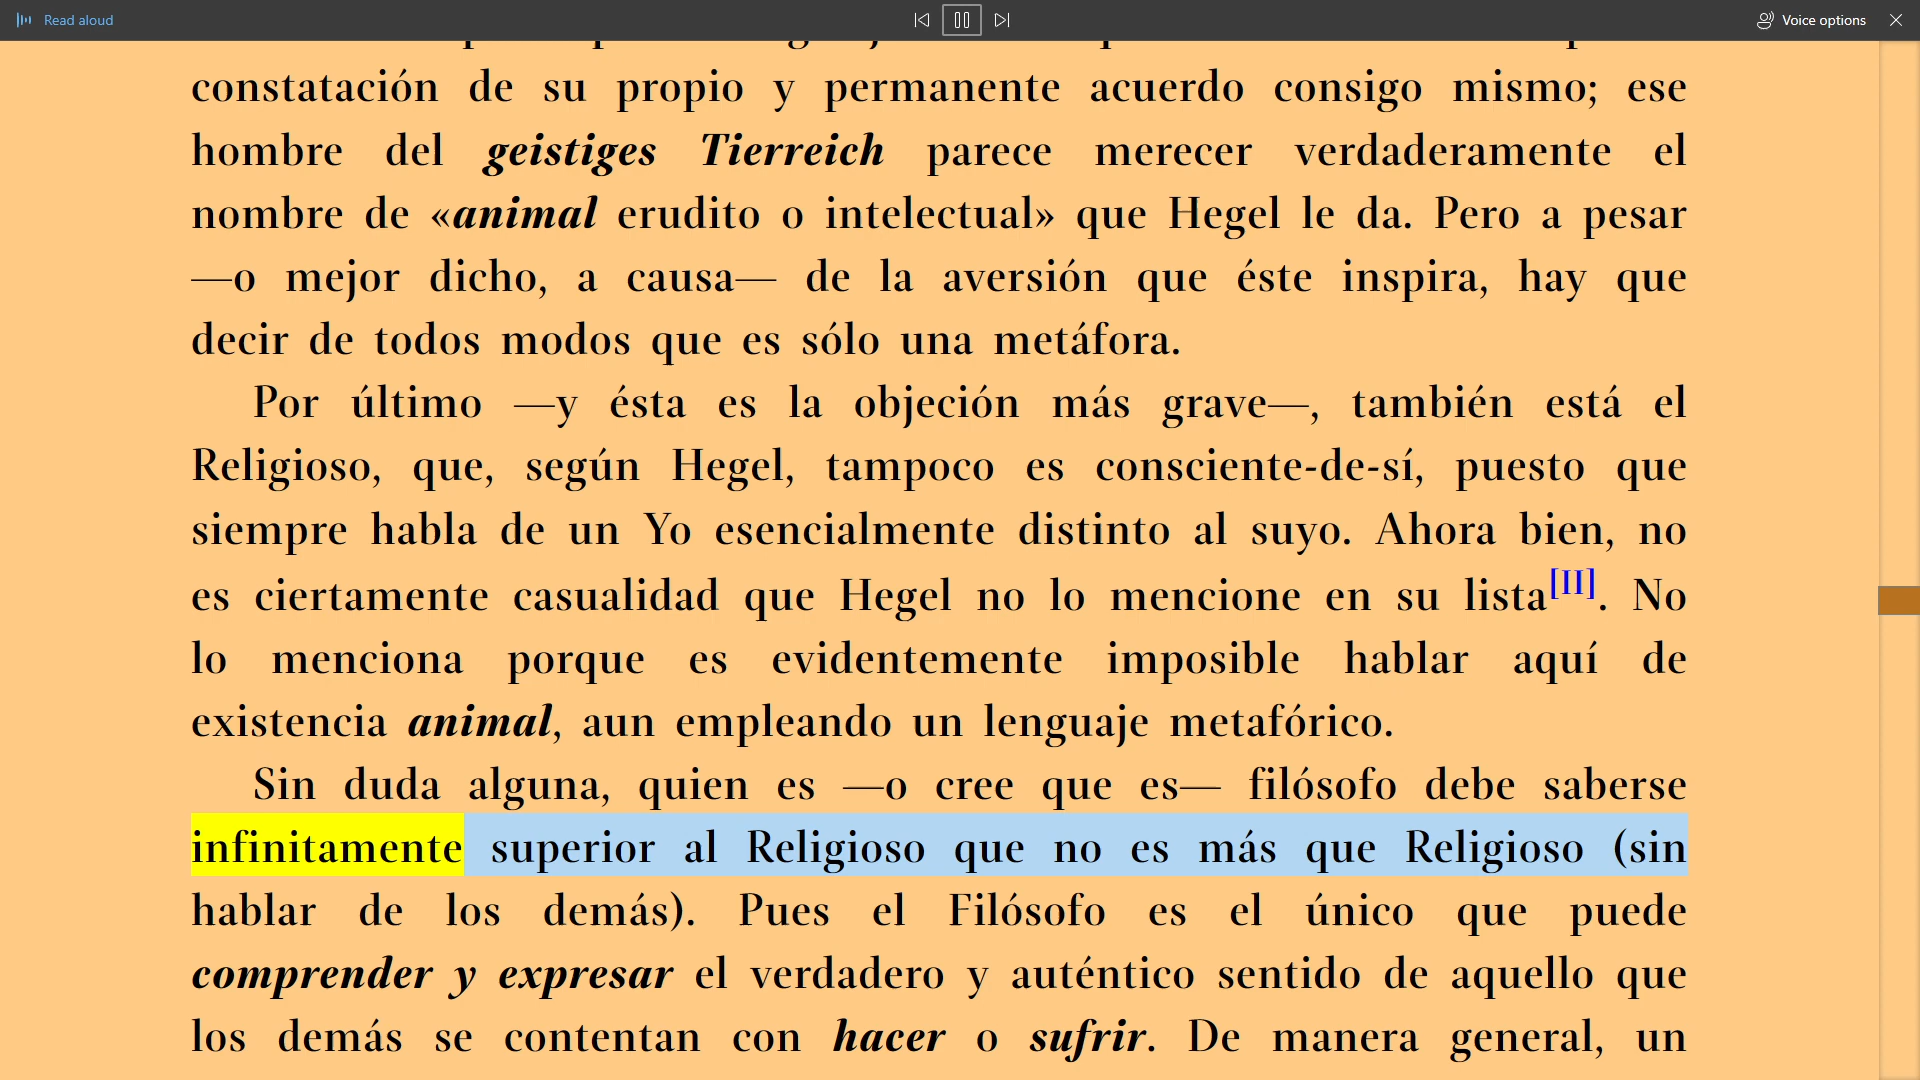 Read aloud
Voice options
constatación de su propio y permanente acuerdo consigo mismo; ese
hombre del geistiges Tierreich parece merecer verdaderamente el
nombre de «animal erudito o intelectual» que Hegel le da. Pero a pesar
—o mejor dicho, a causa— de la aversión que éste inspira, hay que
decir de todos modos que es sólo una metáfora.
Por último —y ésta es la objeción más grave—, también está el
Religioso, que, según Hegel, tampoco es consciente-de-sí, puesto que
siempre habla de un Yo esencialmente distinto al suyo. Ahora bien, no
es ciertamente casualidad que Hegel no lo mencione en su lista[II]. No
lo menciona porque es evidentemente imposible hablar aquí de
existencia animal, aun empleando un lenguaje metafórico.
Sin duda alguna, quien es —o cree que es— filósofo debe saberse
infinitamente superior al Religioso que no es más que Religioso (sin
hablar de los demás). Pues el Filósofo es el único que puede
comprender y expresar el verdadero y auténtico sentido de aquello que
los demás se contentan con hacer o sufrir. De manera general, un